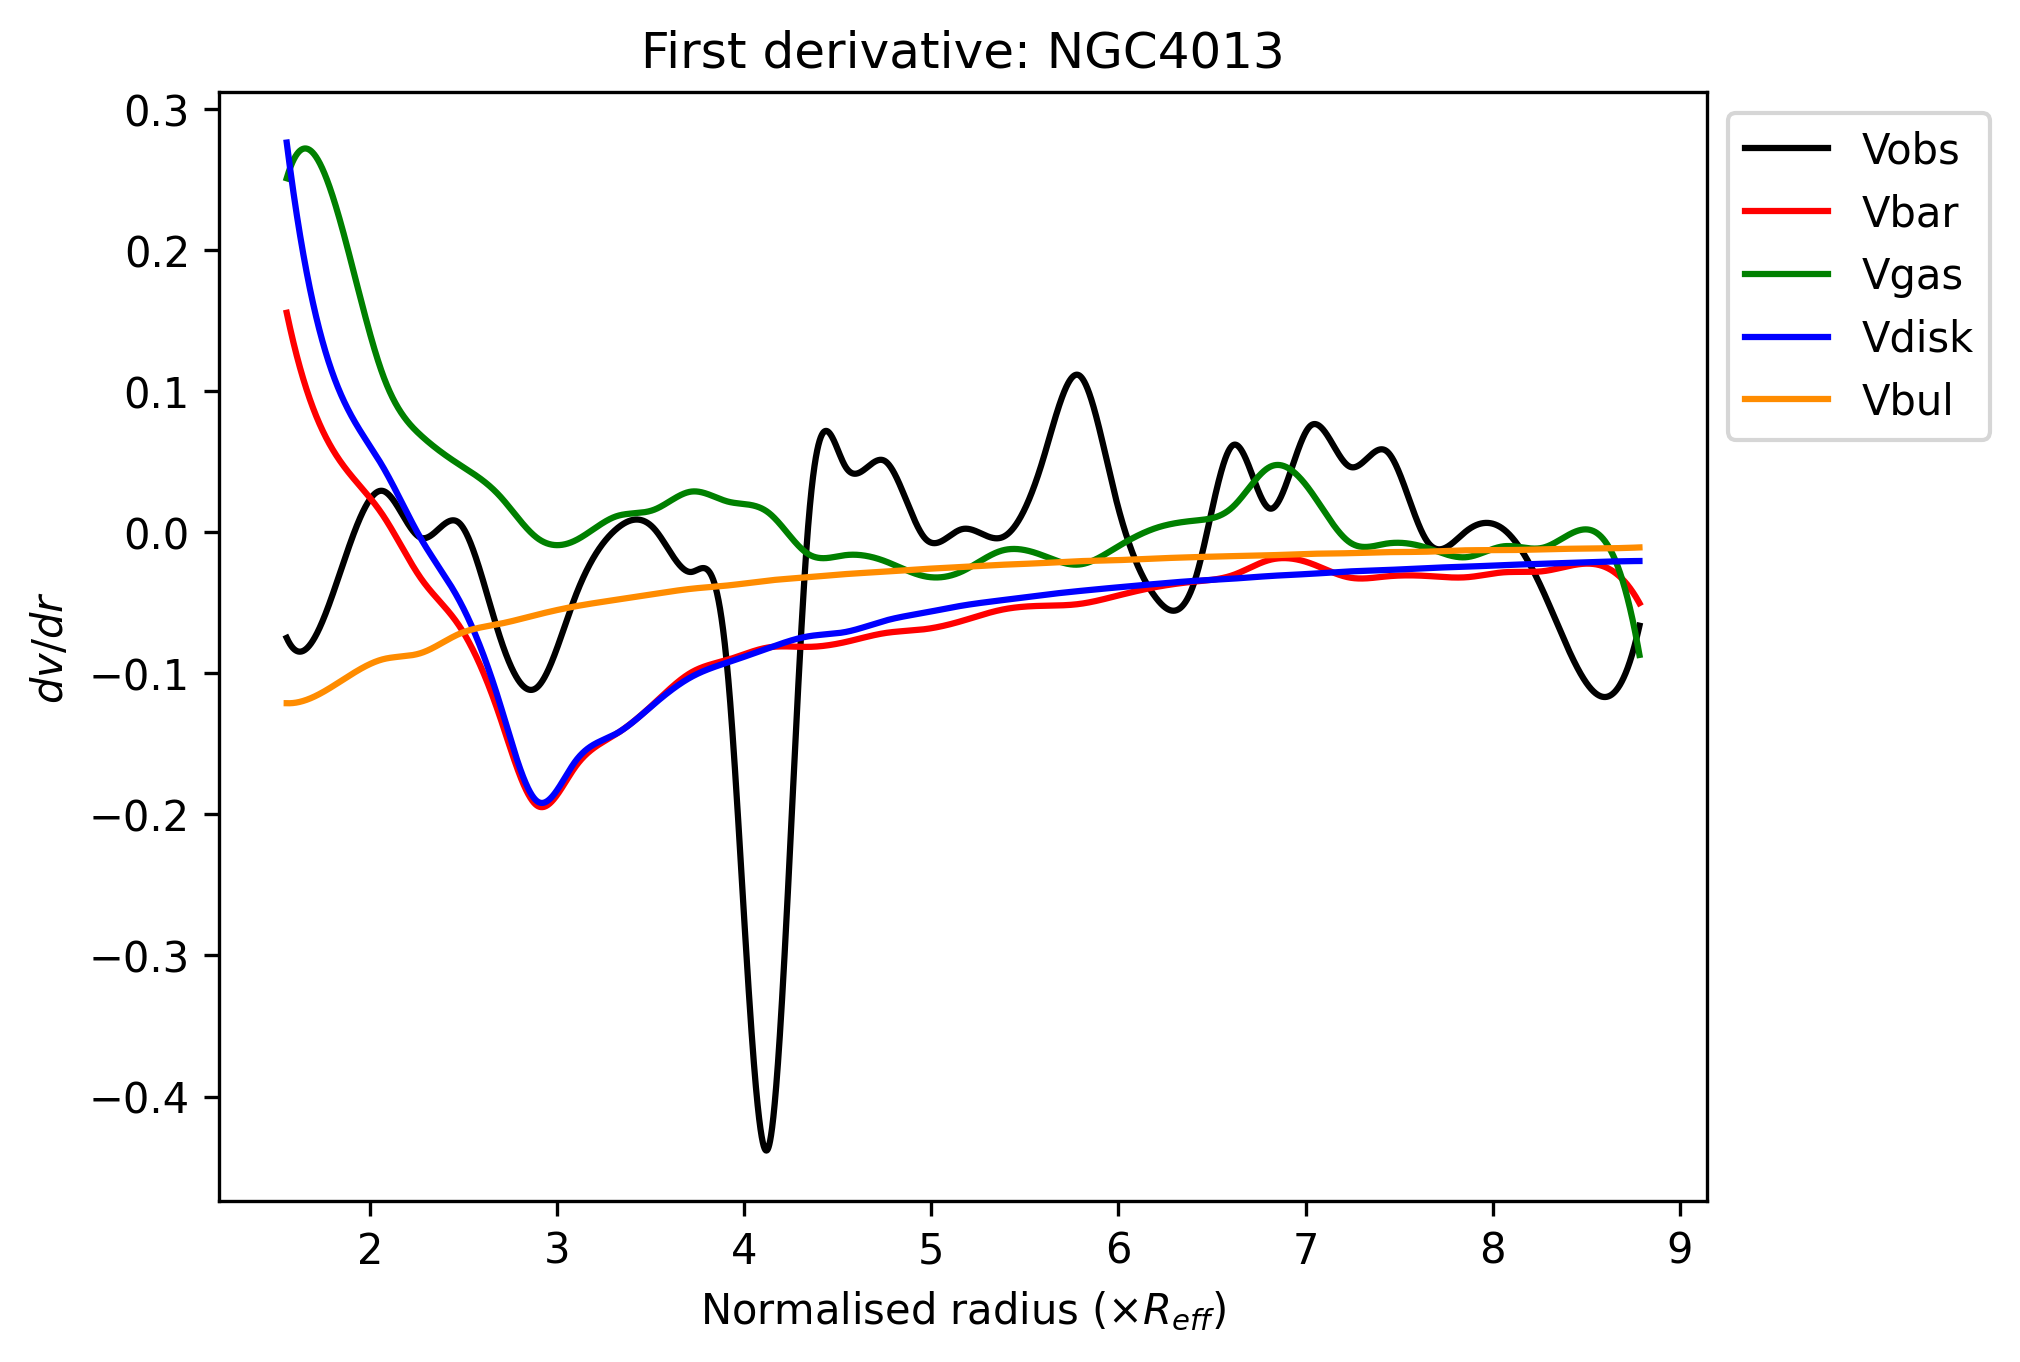 First derivative: NGC4013
0.3
0.2
0.1
0.0
−0.1
−0.2
−0.3
−0.4
dv/dr
2 3 4 5 6 7 8 9
Normalised radius (×R_eff)
Vobs
Vbar
Vgas
Vdisk
Vbul